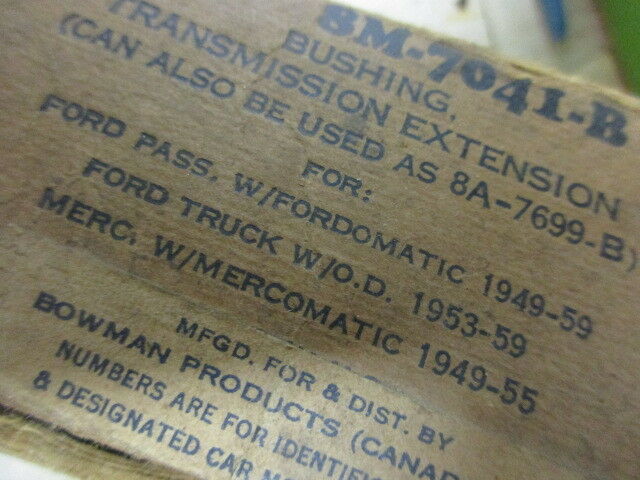 8M-7041-R
BUSHING,
TRANSMISSION EXTENSION
(CAN ALSO BE USED AS 8A-7699-B)
FOR:
FORD PASS. W/FORDOMATIC 1949-59
FORD TRUCK W/O.D. 1953-59
MERC. W/MERCOMATIC 1949-55
MFGD. FOR & DIST. BY
BOWMAN PRODUCTS (CANAD
NUMBERS ARE FOR IDENTIFIC
& DESIGNATED CAR